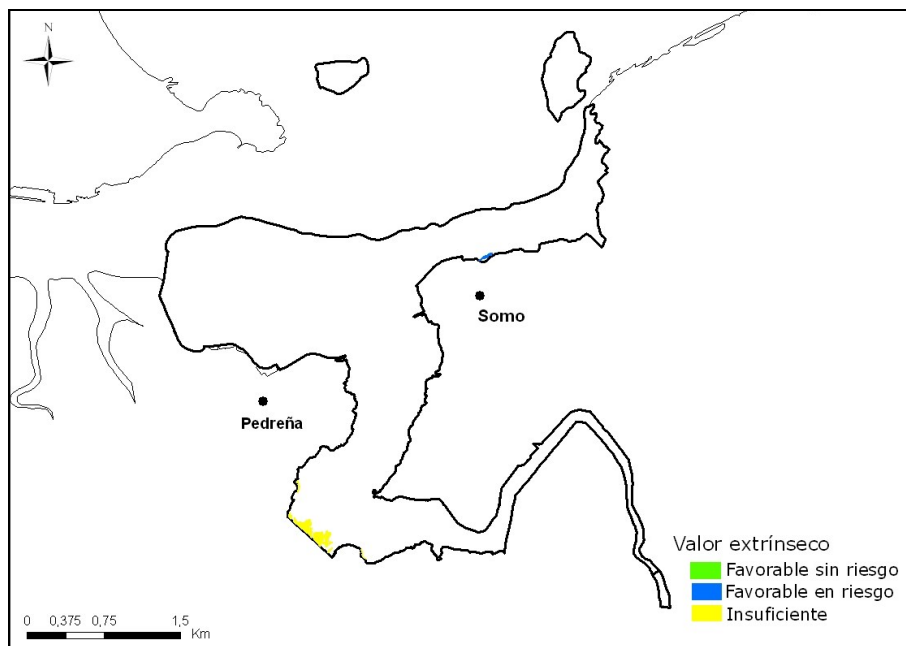 N
Somo
Pedreña
Valor extrínseco
Favorable sin riesgo
Favorable en riesgo
Insuficiente
0 0,375 0,75 1,5
Km